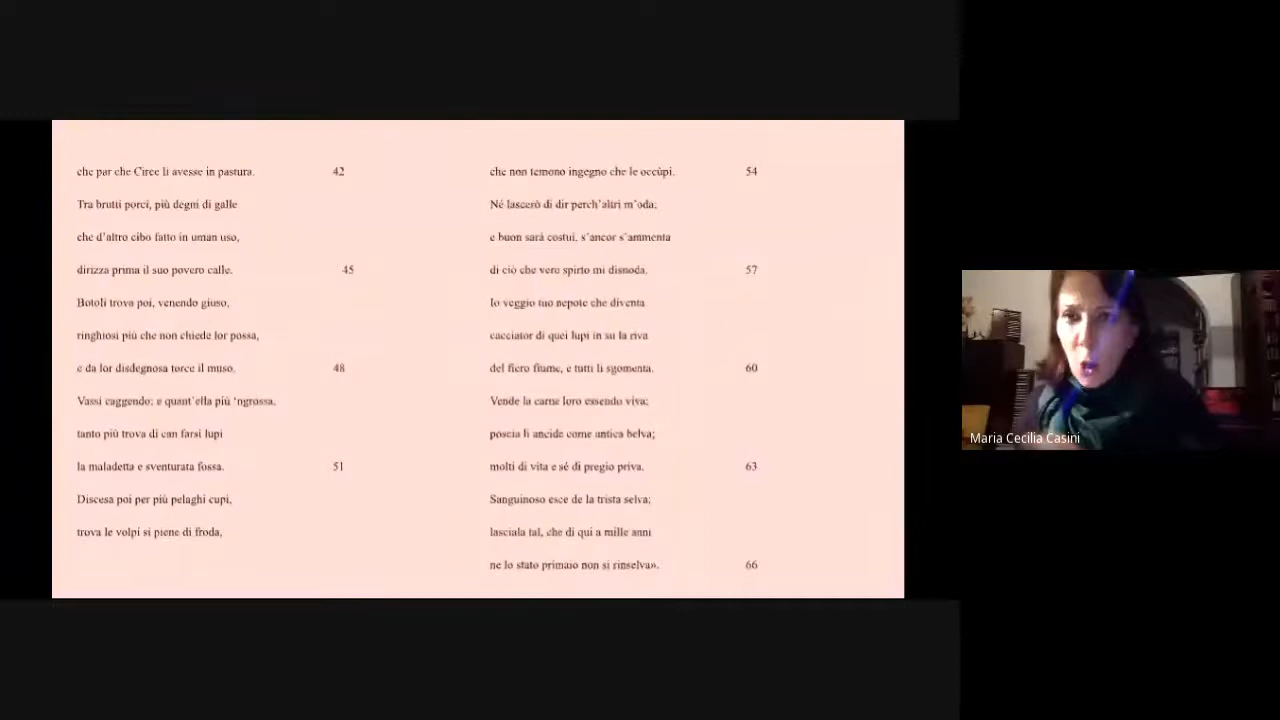 che par che Circe li avesse in pastura. 42
Tra brutti porci, più degni di galle
che d'altro cibo fatto in uman uso,
dirizza prima il suo povero calle. 45
Botoli trova poi, venendo giuso,
ringhiosi più che non chiede lor possa,
e da lor disdegnosa torce il muso. 48
Vassi caggendo; e quant'ella più 'ngrossa,
tanto più trova di can farsi lupi
la maladetta e sventurata fossa. 51
Discesa poi per più pelaghi cupi,
trova le volpi sì piene di froda,
che non temono ingegno che le occùpi. 54
Né lascerò di dir perch'altri m'oda;
e buon sarà costui, s'ancor s'ammenta
di ciò che vero spirto mi disnoda. 57
Io veggio tuo nepote che diventa
cacciator di quei lupi in su la riva
del fiero fiume, e tutti li sgomenta. 60
Vende la carne loro essendo viva;
poscia li ancide come antica belva;
molti di vita e sé di pregio priva. 63
Sanguinoso esce de la trista selva;
lasciala tal, che di qui a mille anni
ne lo stato primaio non si rinselva». 66
Maria Cecilia Casini